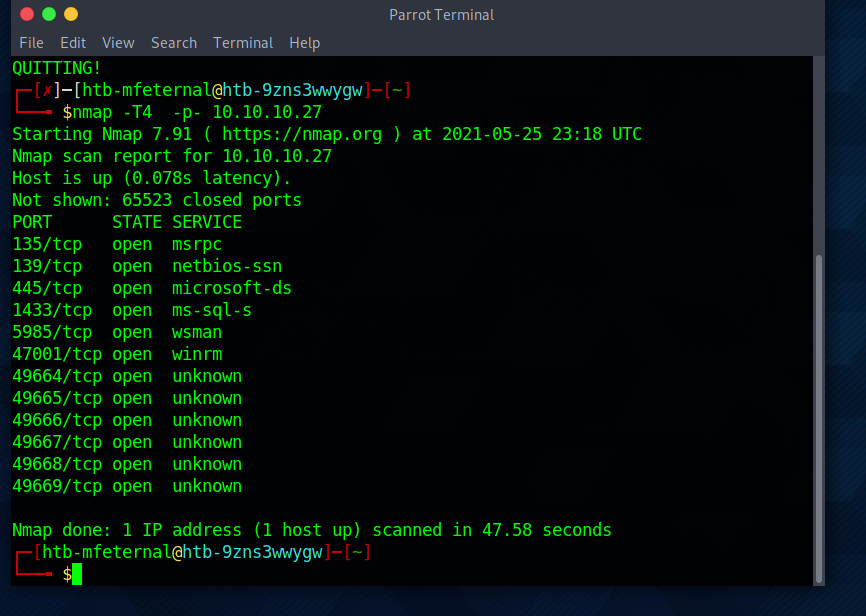 Parrot Terminal
File Edit View Search Terminal Help
QUITTING!
┌─[✗]─[htb-mfeternal@htb-9zns3wwygw]─[~]
└──╼ $nmap -T4  -p- 10.10.10.27
Starting Nmap 7.91 ( https://nmap.org ) at 2021-05-25 23:18 UTC
Nmap scan report for 10.10.10.27
Host is up (0.078s latency).
Not shown: 65523 closed ports
PORT      STATE SERVICE
135/tcp   open  msrpc
139/tcp   open  netbios-ssn
445/tcp   open  microsoft-ds
1433/tcp  open  ms-sql-s
5985/tcp  open  wsman
47001/tcp open  winrm
49664/tcp open  unknown
49665/tcp open  unknown
49666/tcp open  unknown
49667/tcp open  unknown
49668/tcp open  unknown
49669/tcp open  unknown
Nmap done: 1 IP address (1 host up) scanned in 47.58 seconds
┌─[htb-mfeternal@htb-9zns3wwygw]─[~]
└──╼ $